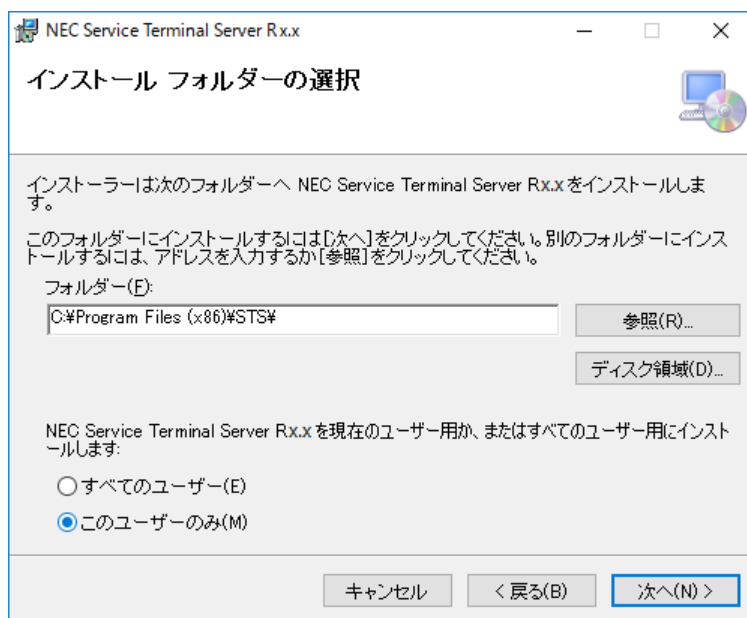 NEC Service Terminal Server Rx.x
インストール フォルダーの選択
インストーラーは次のフォルダーへ NEC Service Terminal Server Rx.x をインストールしま
す。
このフォルダーにインストールするには[次へ]をクリックしてください。別のフォルダーにインス
トールするには、アドレスを入力するか[参照]をクリックしてください。
フォルダー(F):
C:¥Program Files (x86)¥STS¥
参照(R)...
ディスク領域(D)...
NEC Service Terminal Server Rx.x を現在のユーザー用か、またはすべてのユーザー用にインスト
ールします:
すべてのユーザー(E)
このユーザーのみ(M)
キャンセル
< 戻る(B)
次へ(N) >